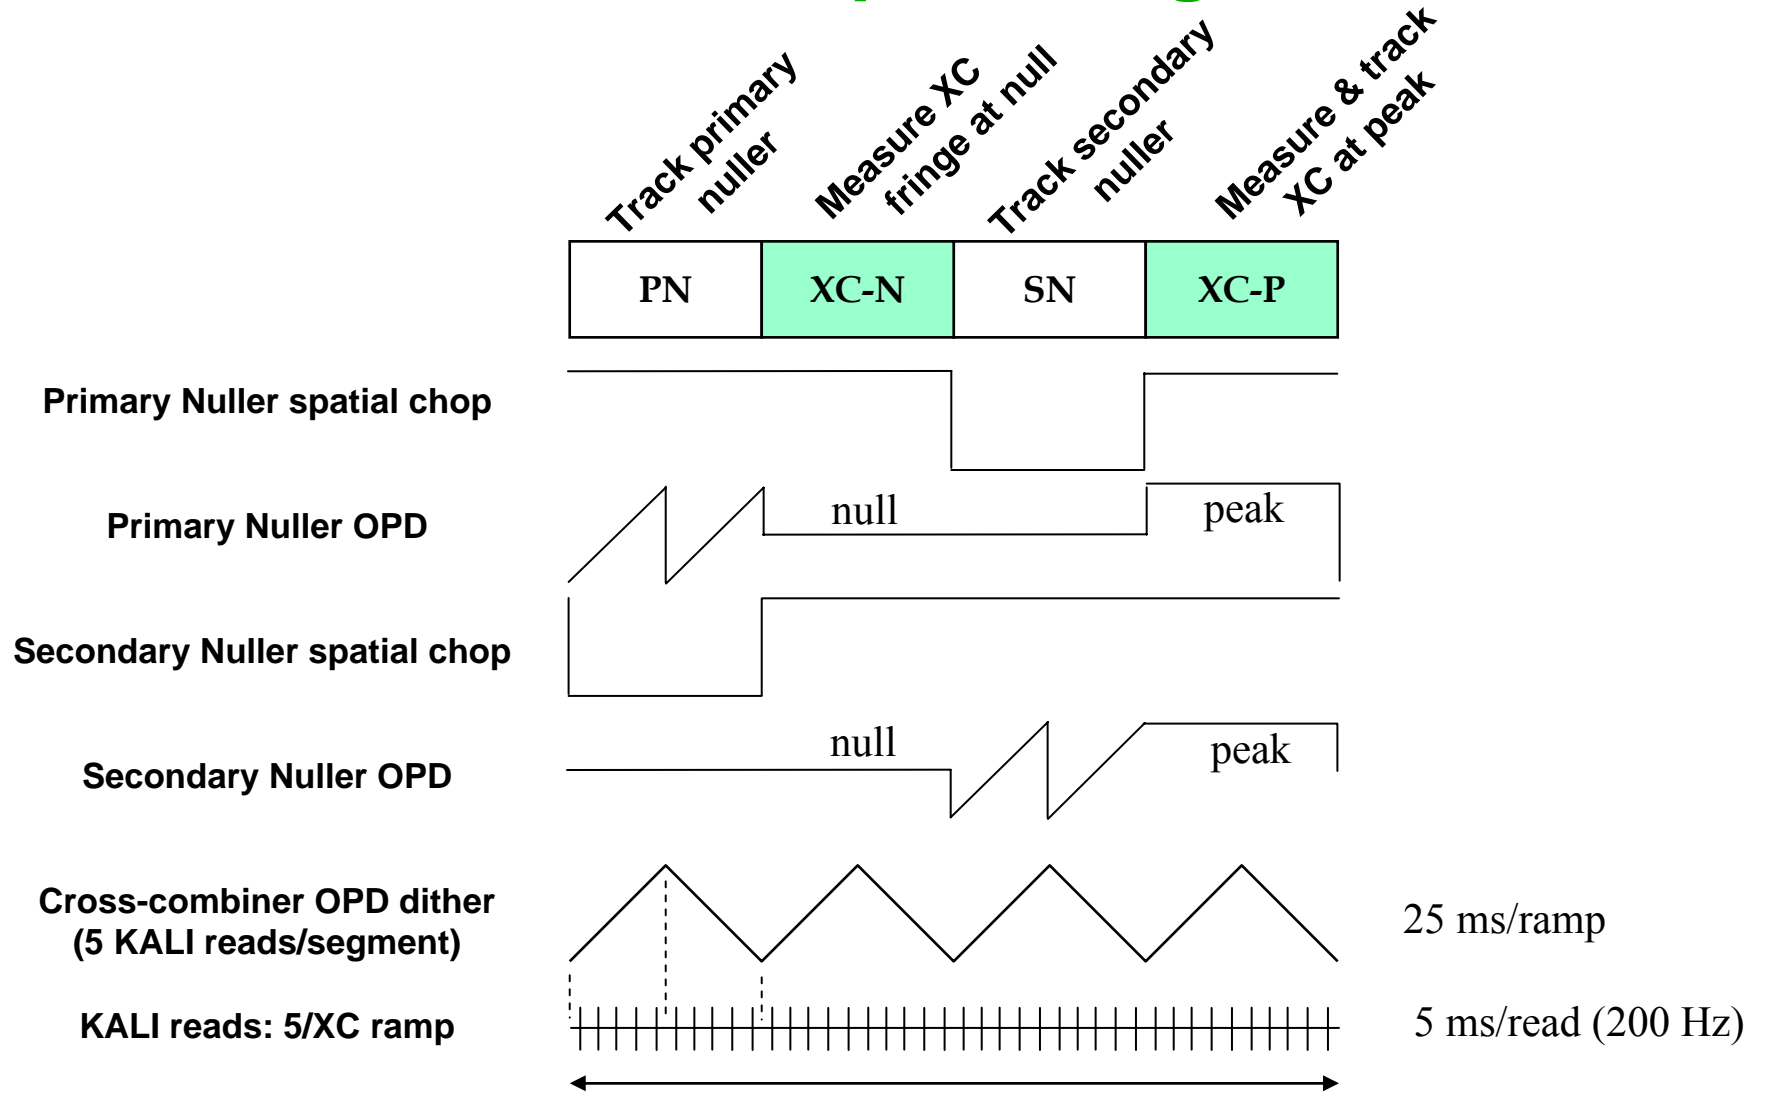 Track primary
nuller
Measure XC
fringe at null
Track secondary
nuller
Measure & track
XC at peak
PN
XC-N
SN
XC-P
Primary Nuller spatial chop
Primary Nuller OPD
null
peak
Secondary Nuller spatial chop
Secondary Nuller OPD
null
peak
Cross-combiner OPD dither
(5 KALI reads/segment)
25 ms/ramp
KALI reads: 5/XC ramp
5 ms/read (200 Hz)